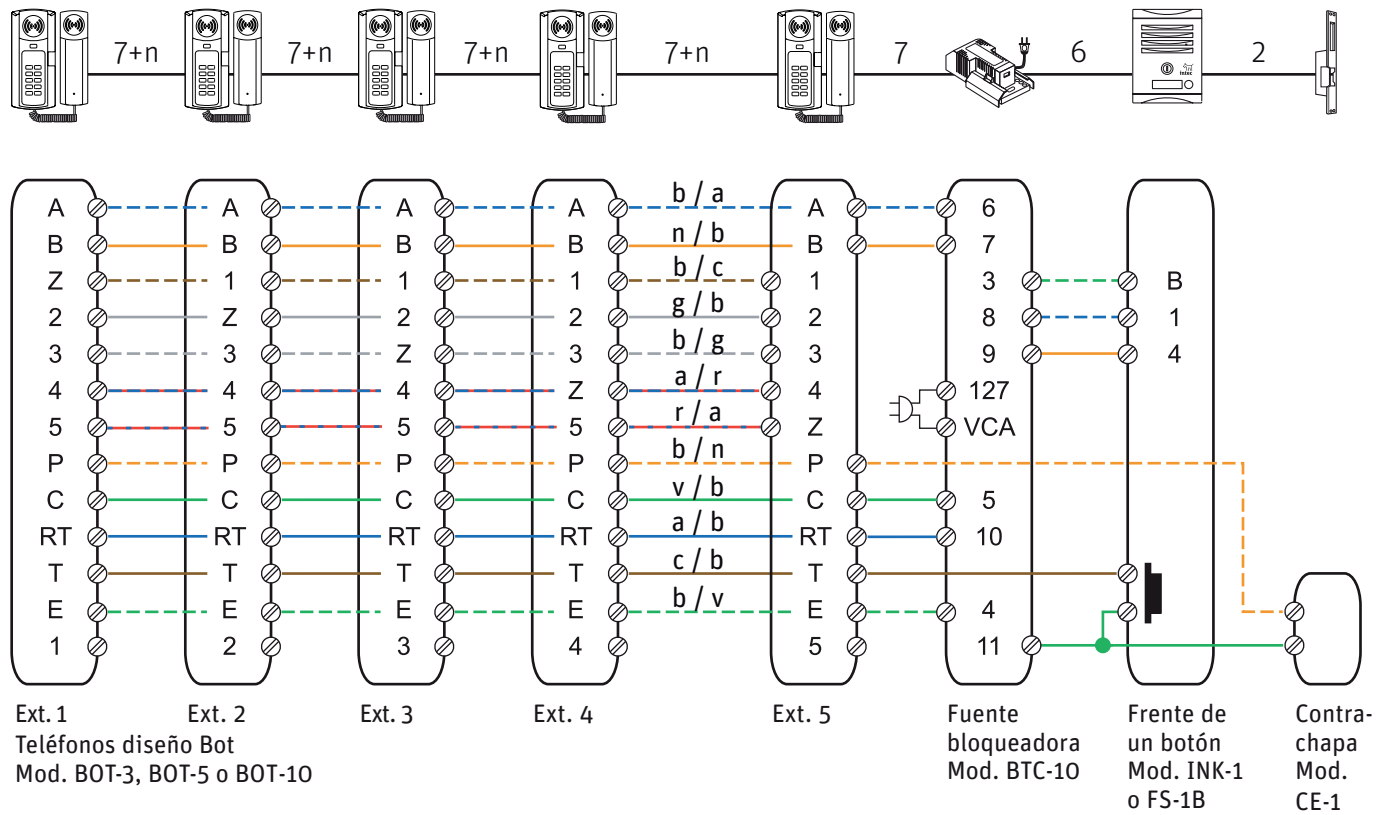 7+n 7+n 7+n 7+n 7 6 2
intec
A A A A b / a A 6
B B B B n / b B 7
Z 1 1 1 b / c 1 3 B
2 Z 2 2 g / b 2 8 1
3 3 Z 3 b / g 3 9 4
4 4 4 Z a / r 4 127
5 5 5 5 r / a Z VCA
P P P P b / n P
C C C C v / b C 5
RT RT RT RT a / b RT 10
T T T T c / b T
E E E E b / v E 4
1 2 3 4 5 11
Ext. 1 Ext. 2 Ext. 3 Ext. 4 Ext. 5
Teléfonos diseño Bot
Mod. BOT-3, BOT-5 o BOT-10
Fuente
bloqueadora
Mod. BTC-10
Frente de
un botón
Mod. INK-1
o FS-1B
Contra-
chapa
Mod.
CE-1